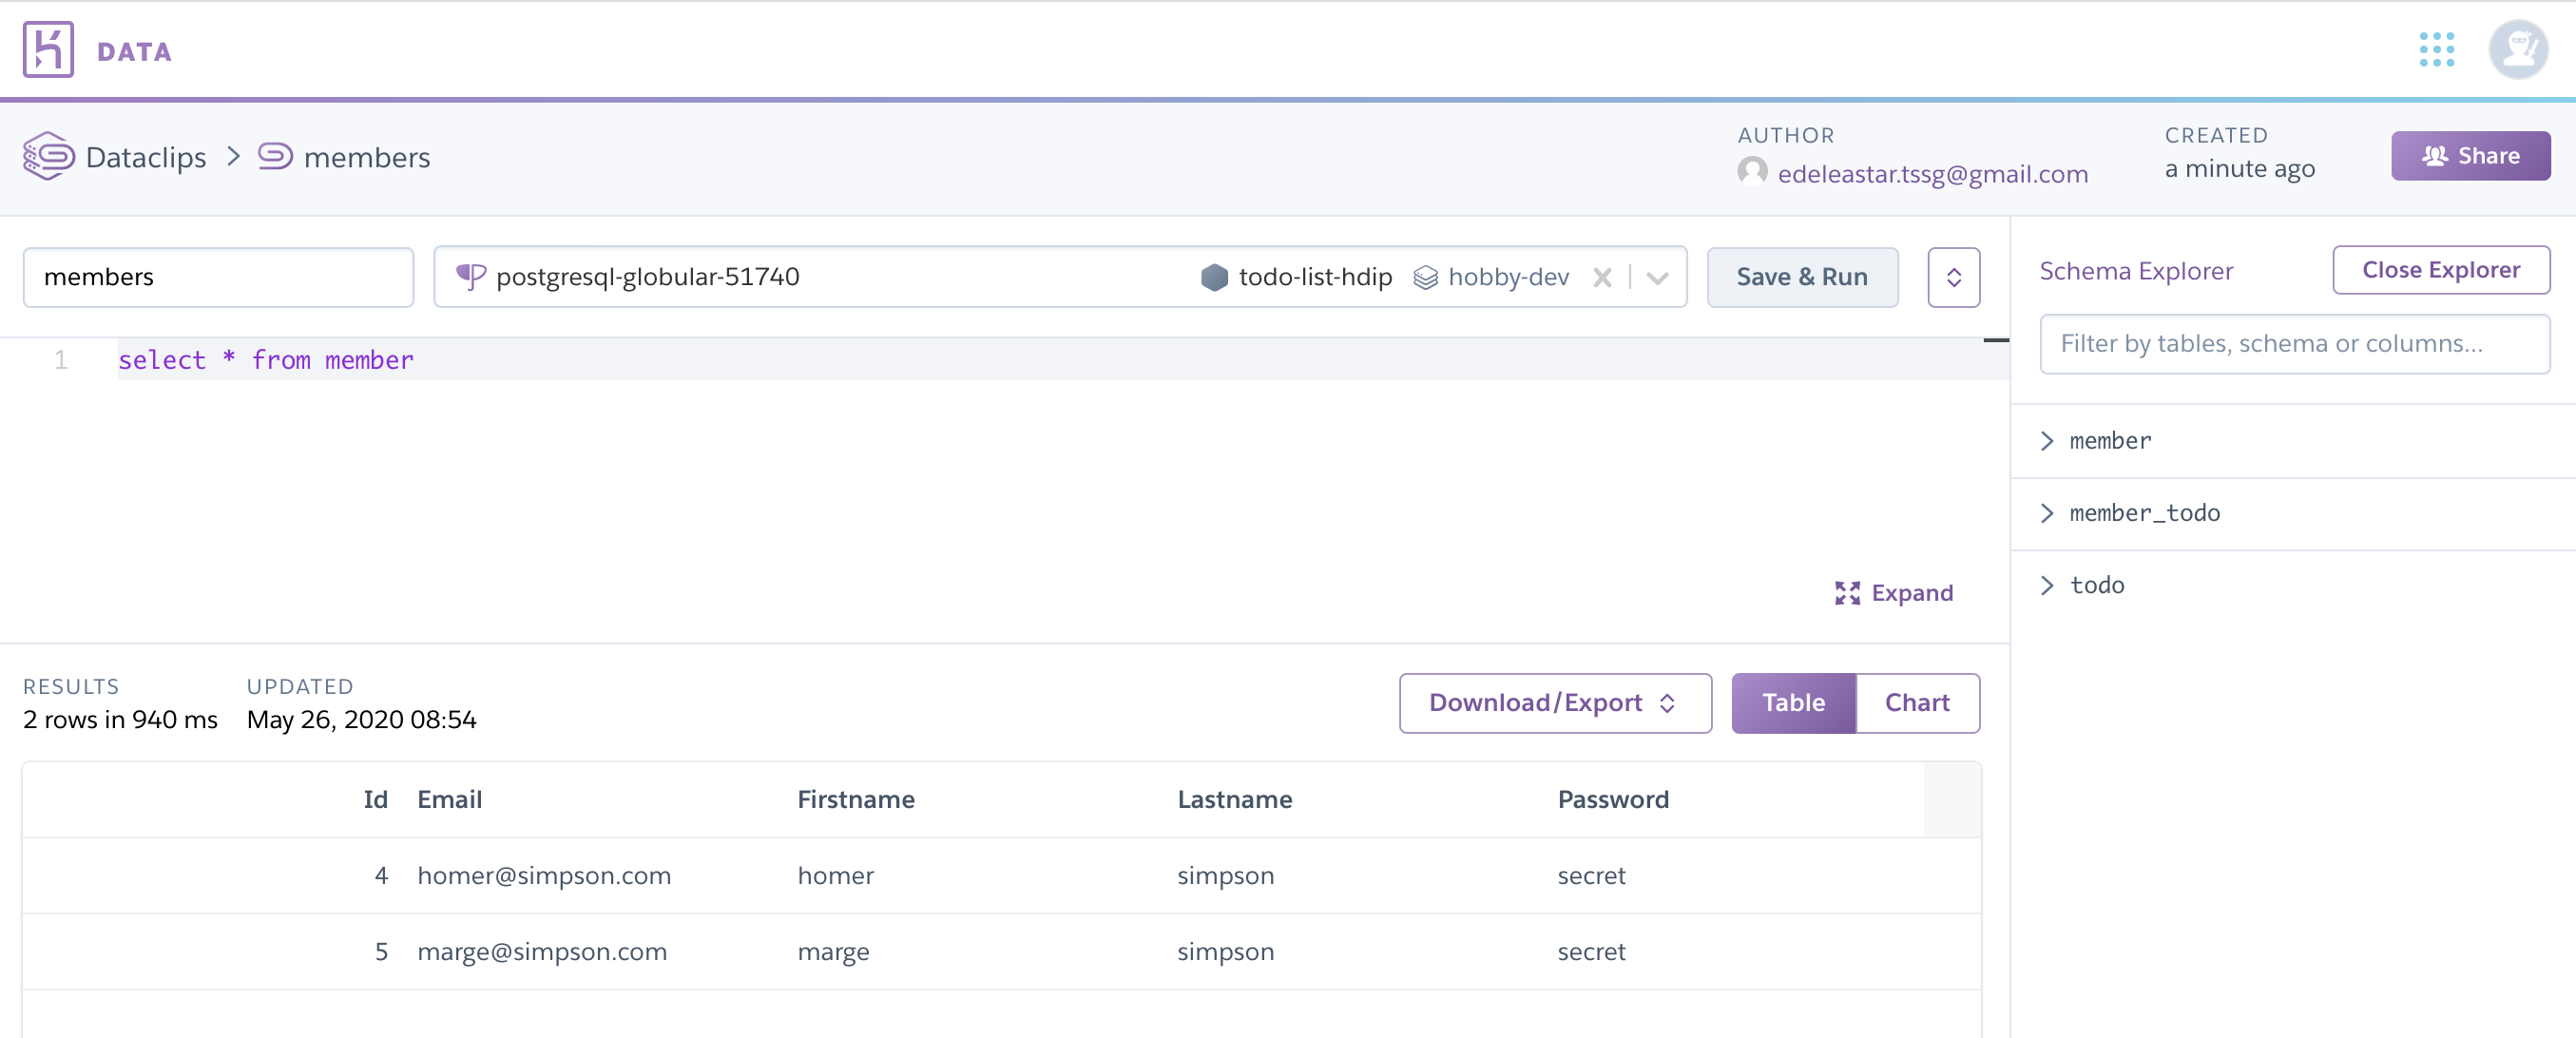 DATA
Dataclips > members
AUTHOR
edeleastar.tssg@gmail.com
CREATED
a minute ago
Share
members
postgresql-globular-51740
todo-list-hdip
hobby-dev
Save & Run
1 select * from member
Expand
Schema Explorer
Close Explorer
Filter by tables, schema or columns...
member
member_todo
todo
RESULTS
2 rows in 940 ms
UPDATED
May 26, 2020 08:54
Download/Export
Table
Chart
Id Email Firstname Lastname Password
4 homer@simpson.com homer simpson secret
5 marge@simpson.com marge simpson secret